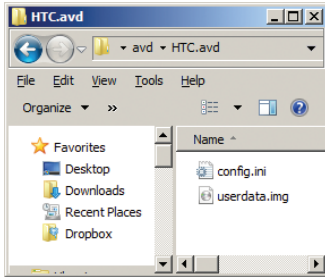 HTC.avd
avd HTC.avd
File Edit View Tools Help
Organize »
Favorites
Desktop
Downloads
Recent Places
Dropbox
Name
config.ini
userdata.img